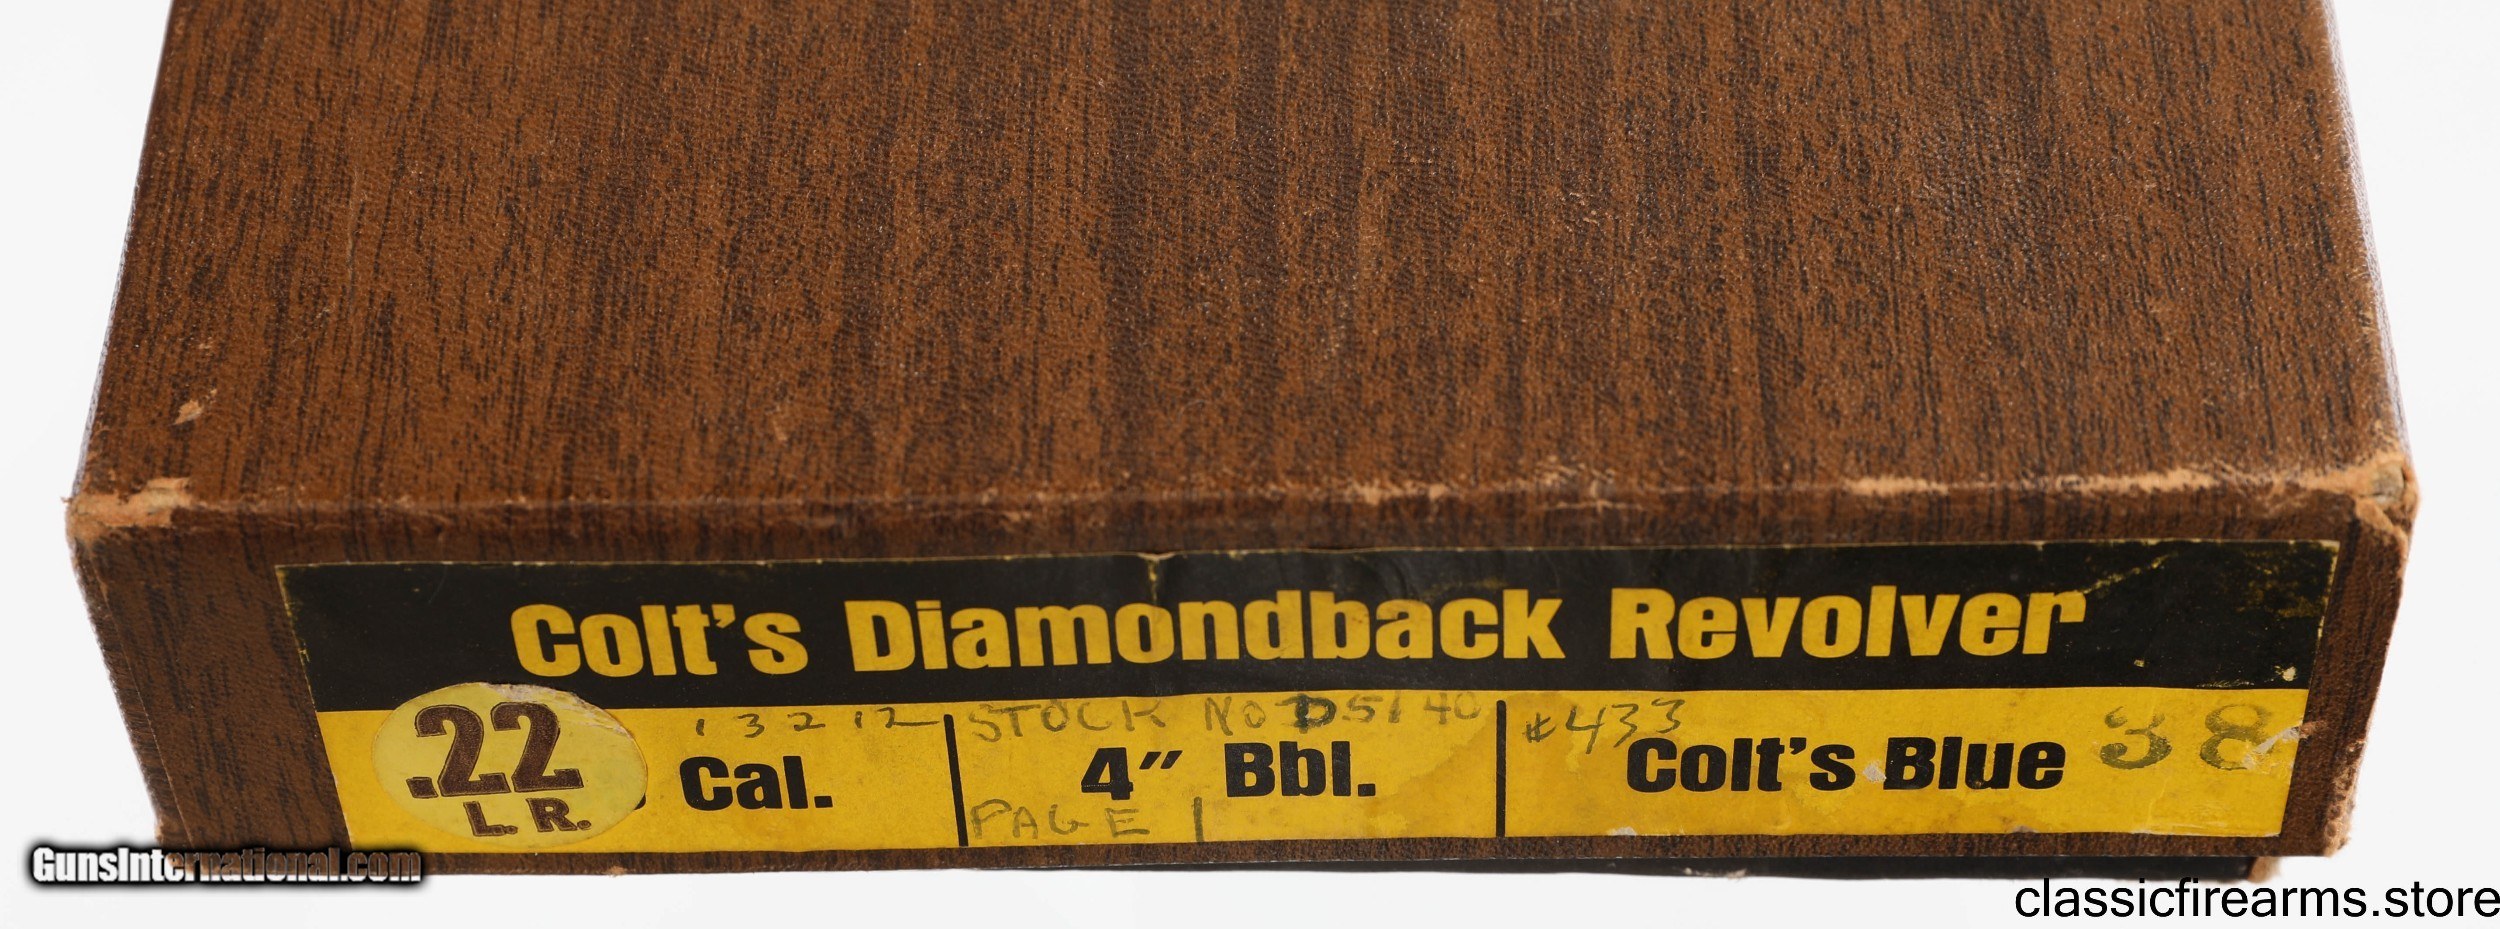 Colt's Diamondback Revolver
13212 STOCK NO D5140 #433
.22 Cal. 4" Bbl. Colt's Blue 38
L. R. PAGE 1
GunsInternational.com
classicfirearms.store